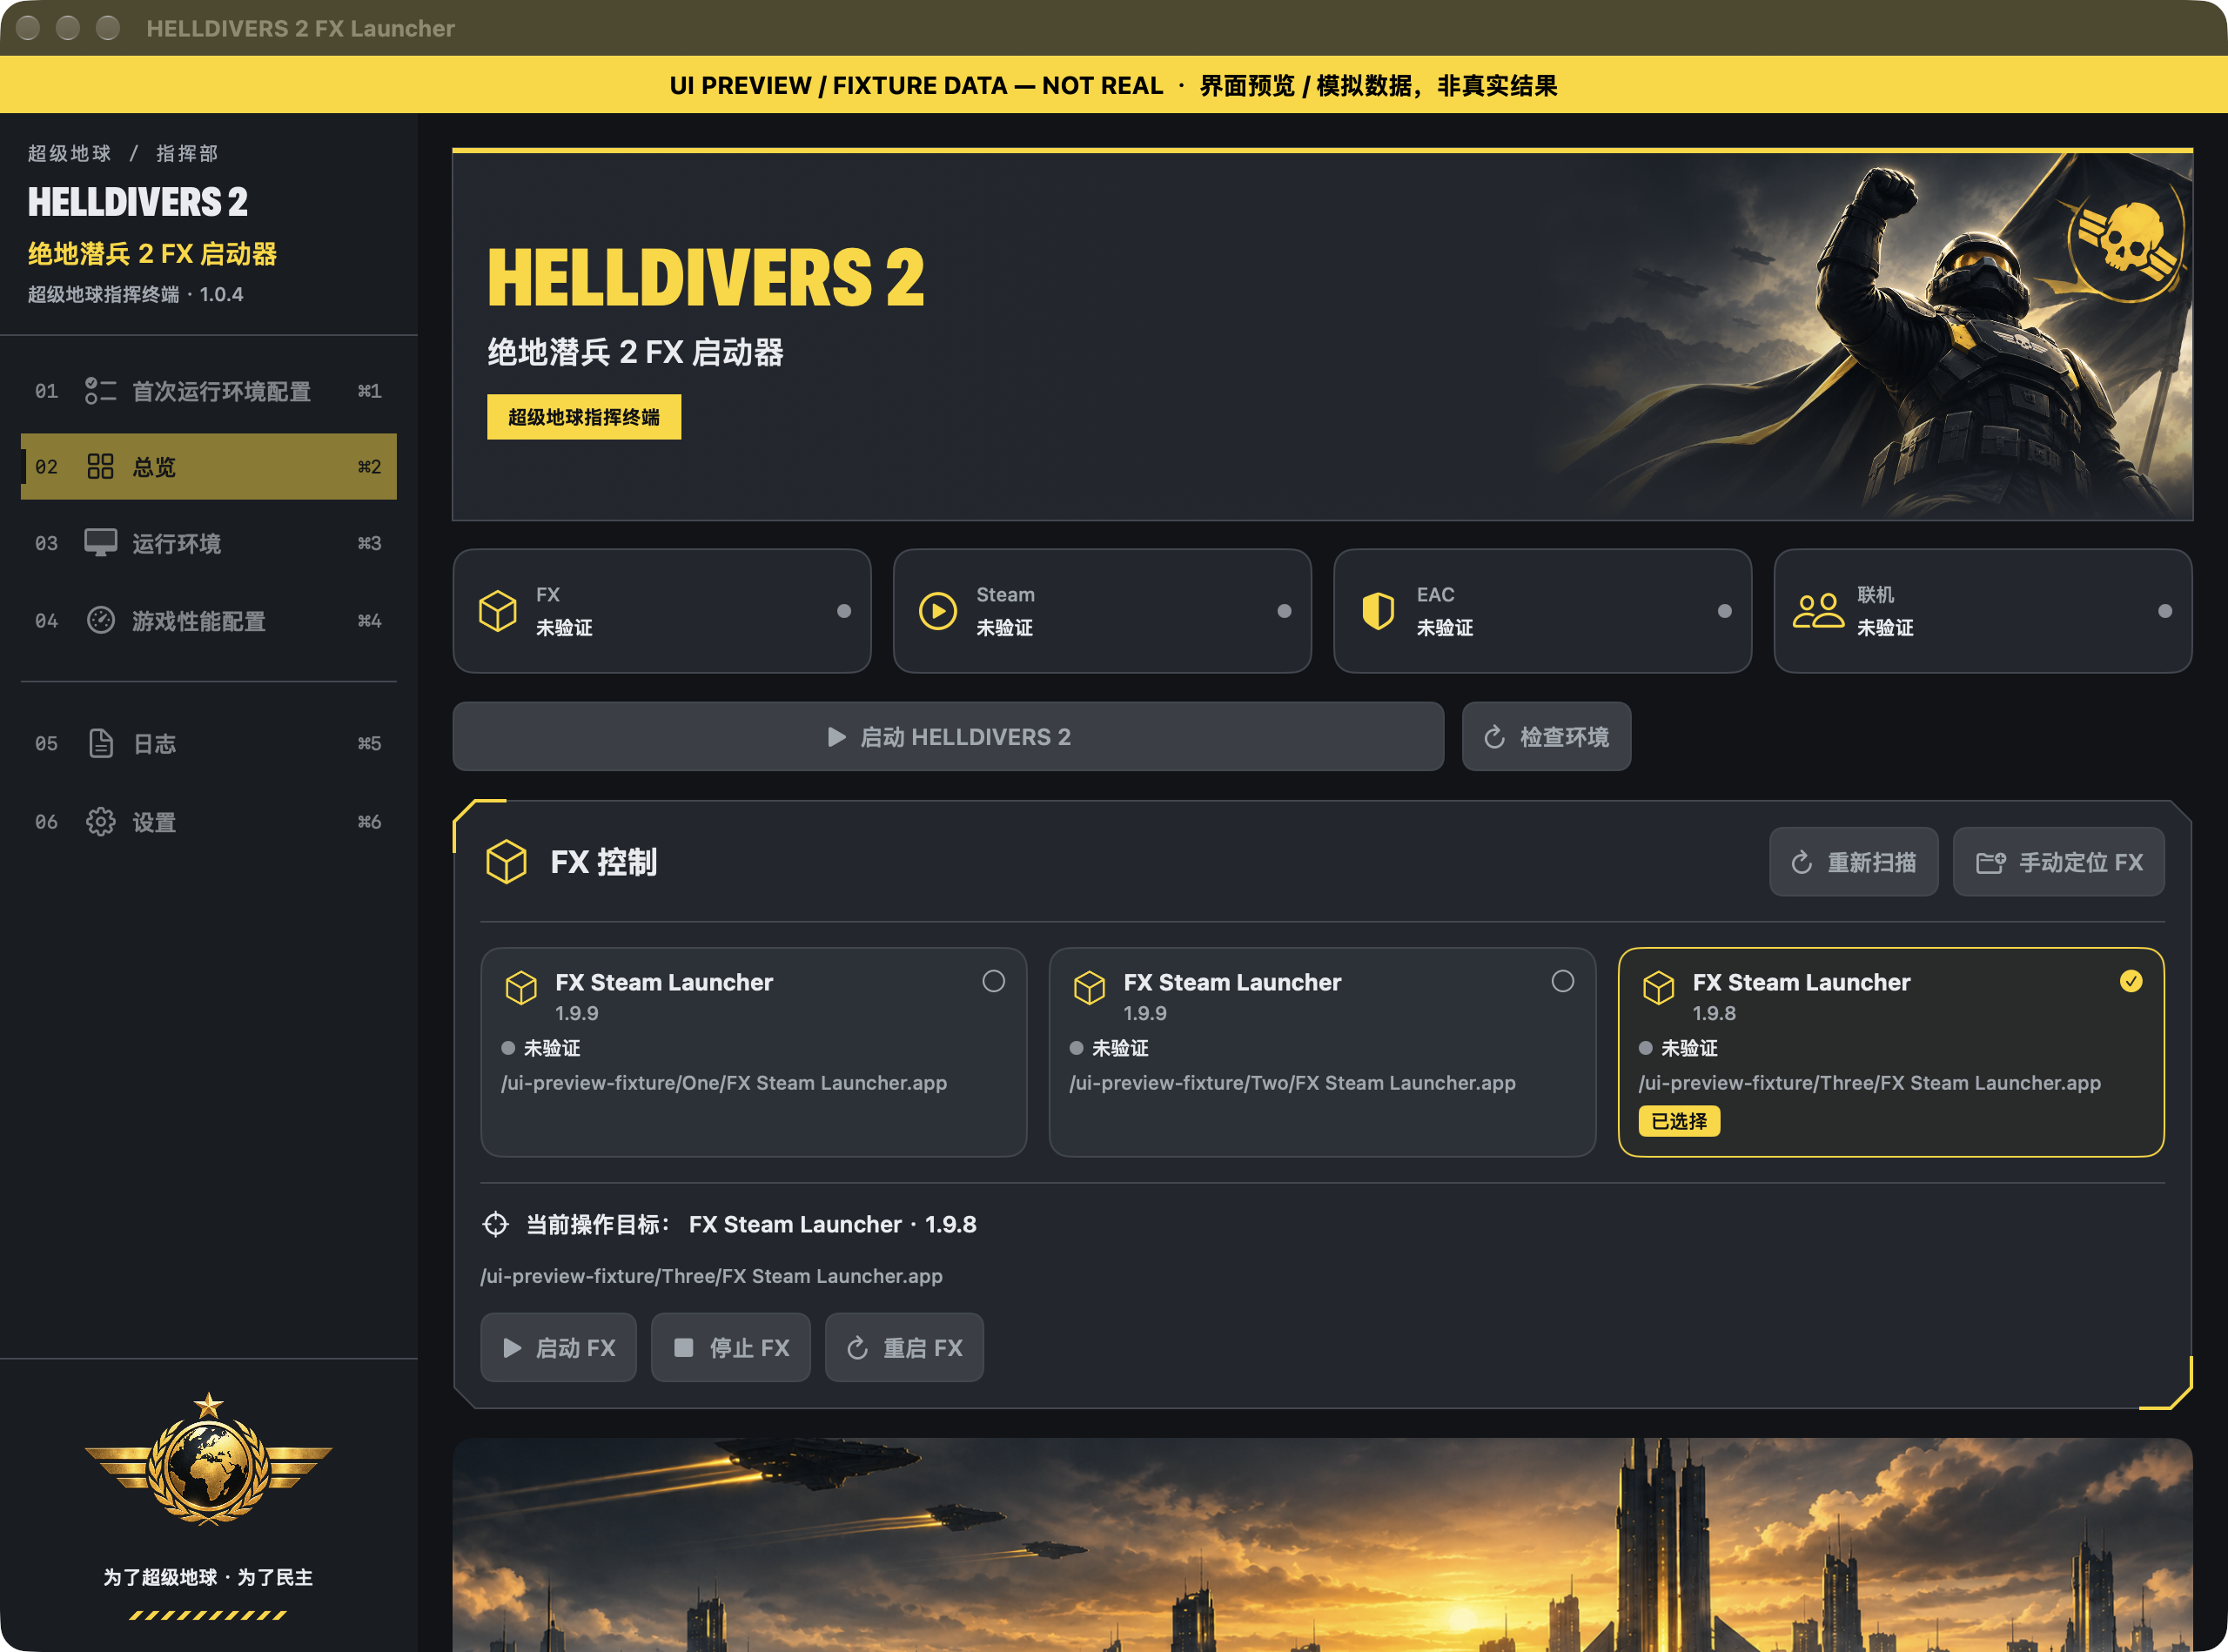 HELLDIVERS 2 FX Launcher
UI PREVIEW / FIXTURE DATA — NOT REAL · 界面预览 / 模拟数据，非真实结果
超级地球 / 指挥部
HELLDIVERS 2
绝地潜兵 2 FX 启动器
超级地球指挥终端 · 1.0.4
01 首次运行环境配置 ⌘1
02 总览 ⌘2
03 运行环境 ⌘3
04 游戏性能配置 ⌘4
05 日志 ⌘5
06 设置 ⌘6
为了超级地球 · 为了民主
HELLDIVERS 2
绝地潜兵 2 FX 启动器
超级地球指挥终端
FX
未验证
Steam
未验证
EAC
未验证
联机
未验证
启动 HELLDIVERS 2
检查环境
FX 控制
重新扫描
手动定位 FX
FX Steam Launcher
1.9.9
未验证
/ui-preview-fixture/One/FX Steam Launcher.app
FX Steam Launcher
1.9.9
未验证
/ui-preview-fixture/Two/FX Steam Launcher.app
FX Steam Launcher
1.9.8
未验证
/ui-preview-fixture/Three/FX Steam Launcher.app
已选择
当前操作目标： FX Steam Launcher · 1.9.8
/ui-preview-fixture/Three/FX Steam Launcher.app
启动 FX
停止 FX
重启 FX